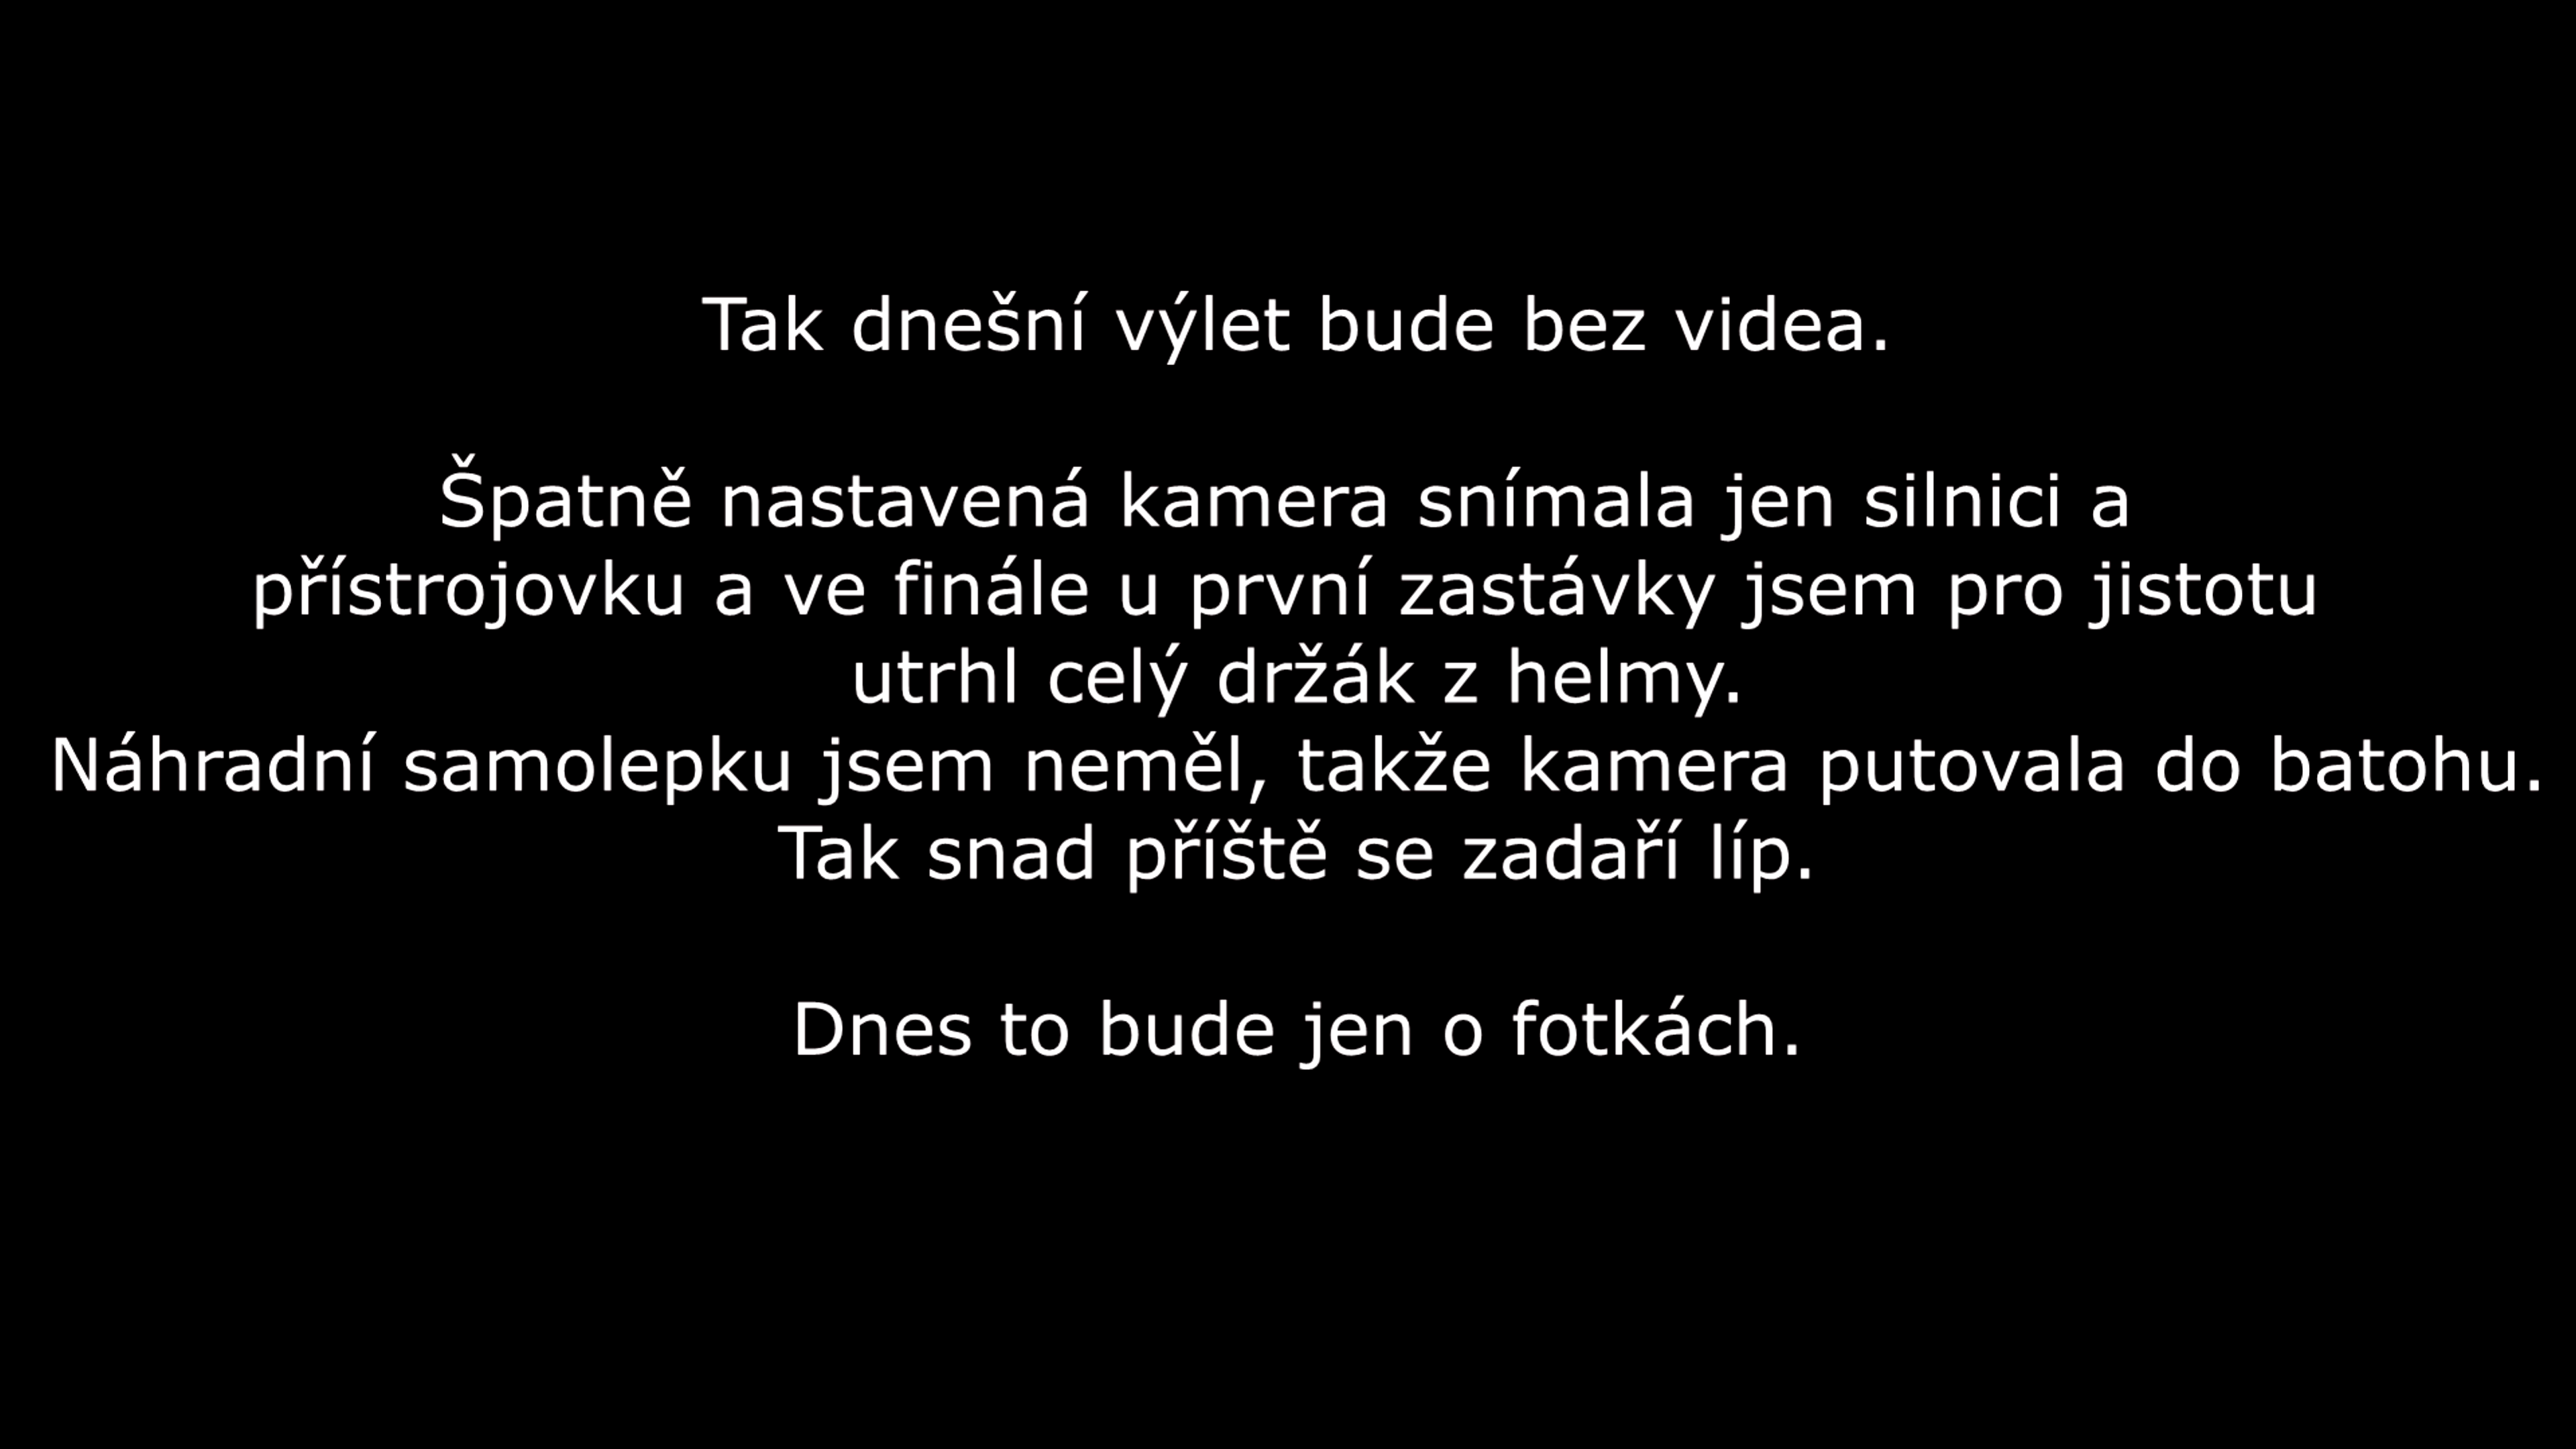 Tak dnešní výlet bude bez videa.
Špatně nastavená kamera snímala jen silnici a
přístrojovku a ve finále u první zastávky jsem pro jistotu
utrhl celý držák z helmy.
Náhradní samolepku jsem neměl, takže kamera putovala do batohu.
Tak snad příště se zadaří líp.
Dnes to bude jen o fotkách.